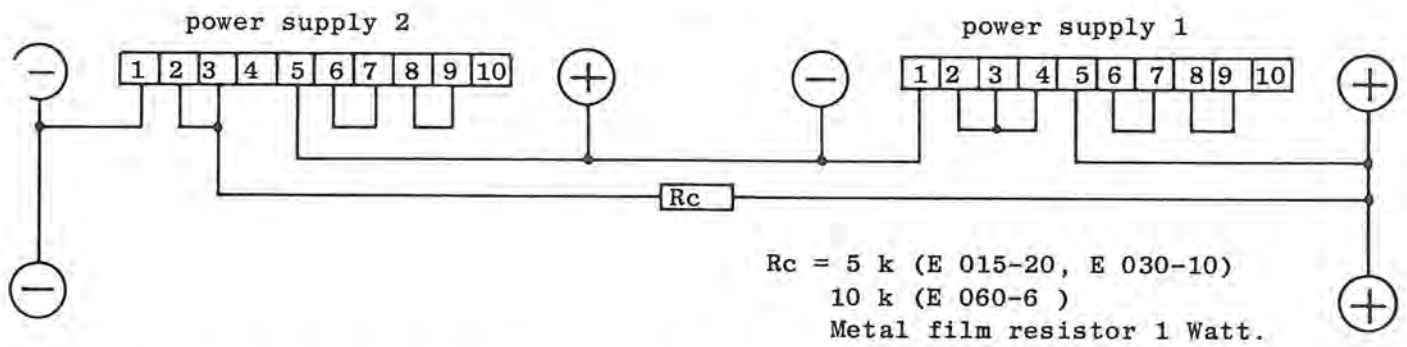 power supply 2
power supply 1
- 1 2 3 4 5 6 7 8 9 10 + - 1 2 3 4 5 6 7 8 9 10 +
Rc
Rc = 5 k (E 015-20, E 030-10)
10 k (E 060-6 )
Metal film resistor 1 Watt.
- +